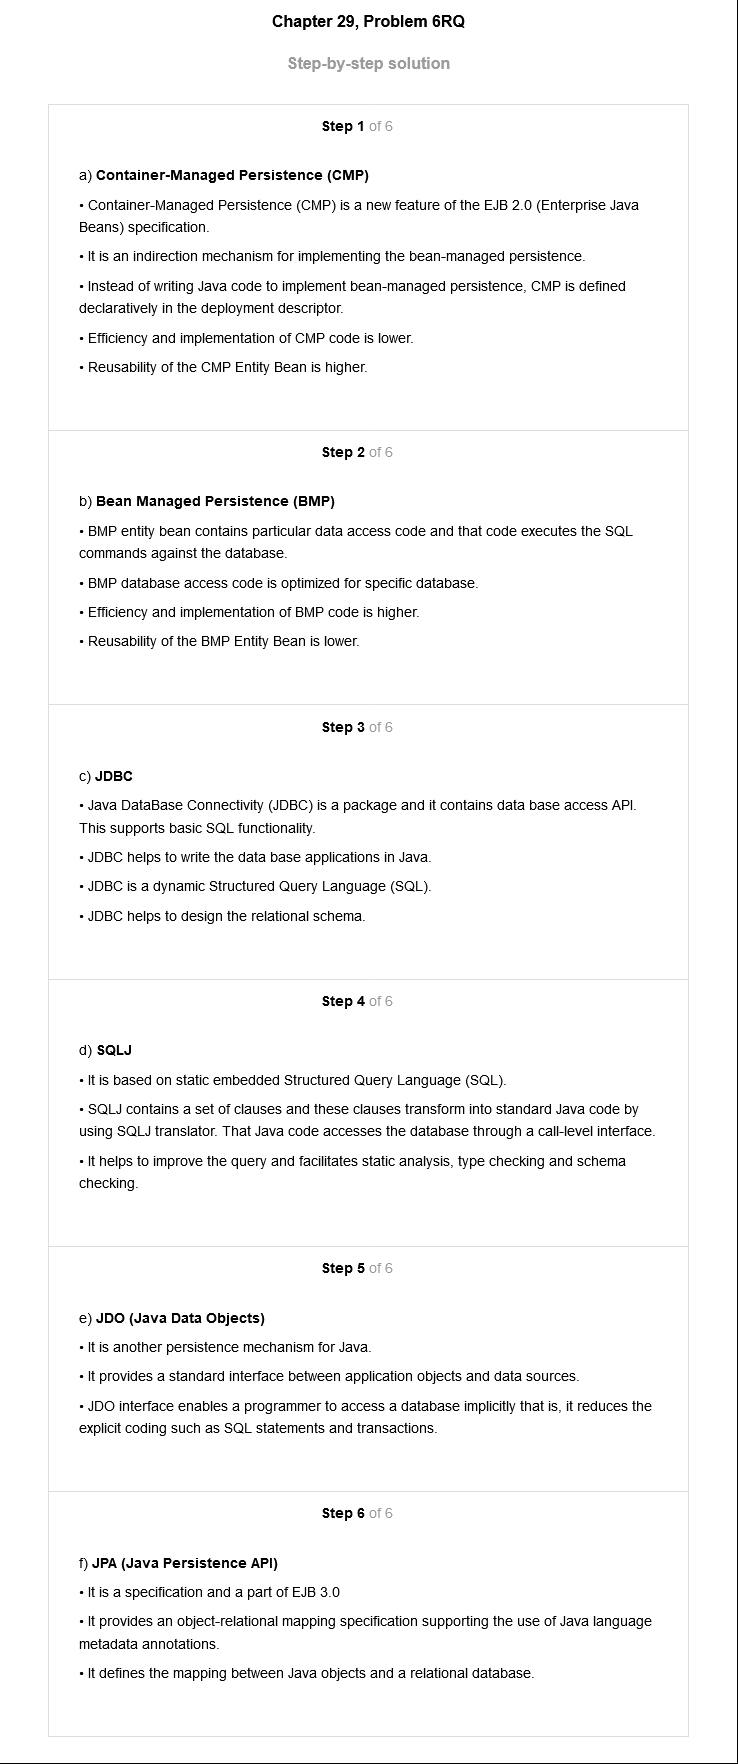 Chapter 29, Problem 6RQ
Step-by-step solution
Step 1 of 6
a) Container-Managed Persistence (CMP)
• Container-Managed Persistence (CMP) is a new feature of the EJB 2.0 (Enterprise Java
Beans) specification.
• It is an indirection mechanism for implementing the bean-managed persistence.
• Instead of writing Java code to implement bean-managed persistence, CMP is defined
declaratively in the deployment descriptor.
• Efficiency and implementation of CMP code is lower.
• Reusability of the CMP Entity Bean is higher.
Step 2 of 6
b) Bean Managed Persistence (BMP)
• BMP entity bean contains particular data access code and that code executes the SQL
commands against the database.
• BMP database access code is optimized for specific database.
• Efficiency and implementation of BMP code is higher.
• Reusability of the BMP Entity Bean is lower.
Step 3 of 6
c) JDBC
• Java DataBase Connectivity (JDBC) is a package and it contains data base access API.
This supports basic SQL functionality.
• JDBC helps to write the data base applications in Java.
• JDBC is a dynamic Structured Query Language (SQL).
• JDBC helps to design the relational schema.
Step 4 of 6
d) SQLJ
• It is based on static embedded Structured Query Language (SQL).
• SQLJ contains a set of clauses and these clauses transform into standard Java code by
using SQLJ translator. That Java code accesses the database through a call-level interface.
• It helps to improve the query and facilitates static analysis, type checking and schema
checking.
Step 5 of 6
e) JDO (Java Data Objects)
• It is another persistence mechanism for Java.
• It provides a standard interface between application objects and data sources.
• JDO interface enables a programmer to access a database implicitly that is, it reduces the
explicit coding such as SQL statements and transactions.
Step 6 of 6
f) JPA (Java Persistence API)
• It is a specification and a part of EJB 3.0
• It provides an object-relational mapping specification supporting the use of Java language
metadata annotations.
• It defines the mapping between Java objects and a relational database.